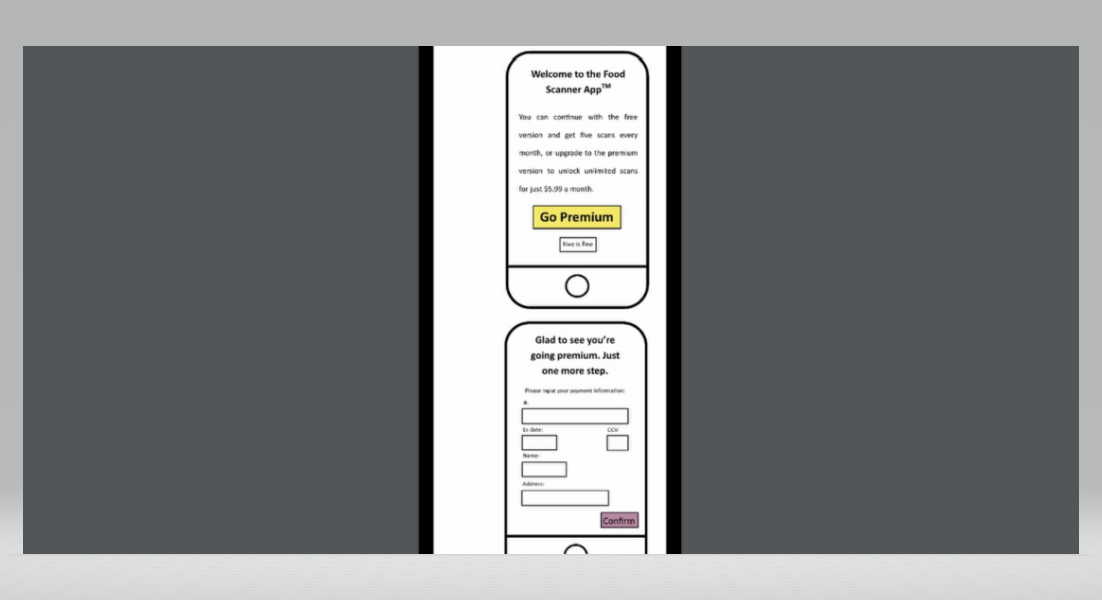 Welcome to the Food
Scanner App™
You can continue with the free
version and get five scans every
month, or upgrade to the premium
version to unlock unlimited scans
for just $5.99 a month.
Go Premium
Five is fine
Glad to see you're
going premium. Just
one more step.
Please input your payment information:
#:
Ex date: CCV:
Name:
Address:
Confirm